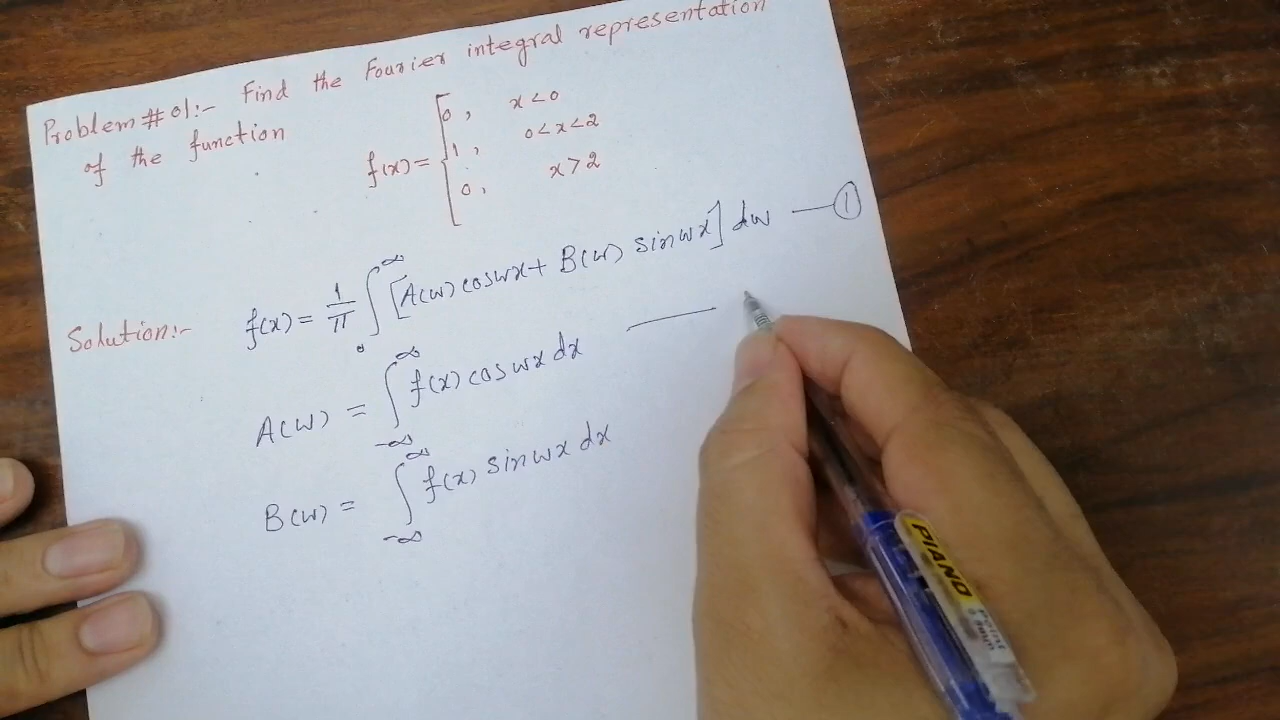 Problem # 01:- Find the Fourier integral representation
of the function
f(x) = [ 0, x<0
1, 0<x<2
0, x>2
Solution:- f(x) = 1/π ∫₀^∞ [A(w) cos wx + B(w) sin wx] dw — ①
A(w) = ∫_{-∞}^{∞} f(x) cos wx dx —
B(w) = ∫_{-∞}^{∞} f(x) sin wx dx
PIANO
Point